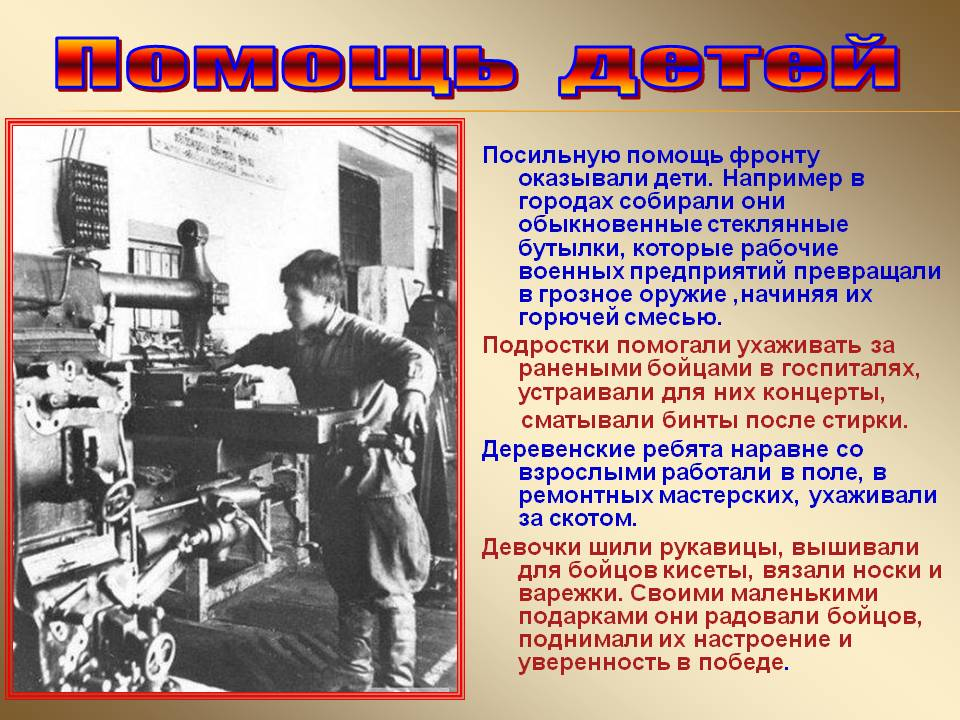 Помощь детей
Посильную помощь фронту
оказывали дети. Например в
городах собирали они
обыкновенные стеклянные
бутылки, которые рабочие
военных предприятий превращали
в грозное оружие ,начиняя их
горючей смесью.
Подростки помогали ухаживать за
ранеными бойцами в госпиталях,
устраивали для них концерты,
сматывали бинты после стирки.
Деревенские ребята наравне со
взрослыми работали в поле, в
ремонтных мастерских, ухаживали
за скотом.
Девочки шили рукавицы, вышивали
для бойцов кисеты, вязали носки и
варежки. Своими маленькими
подарками они радовали бойцов,
поднимали их настроение и
уверенность в победе.